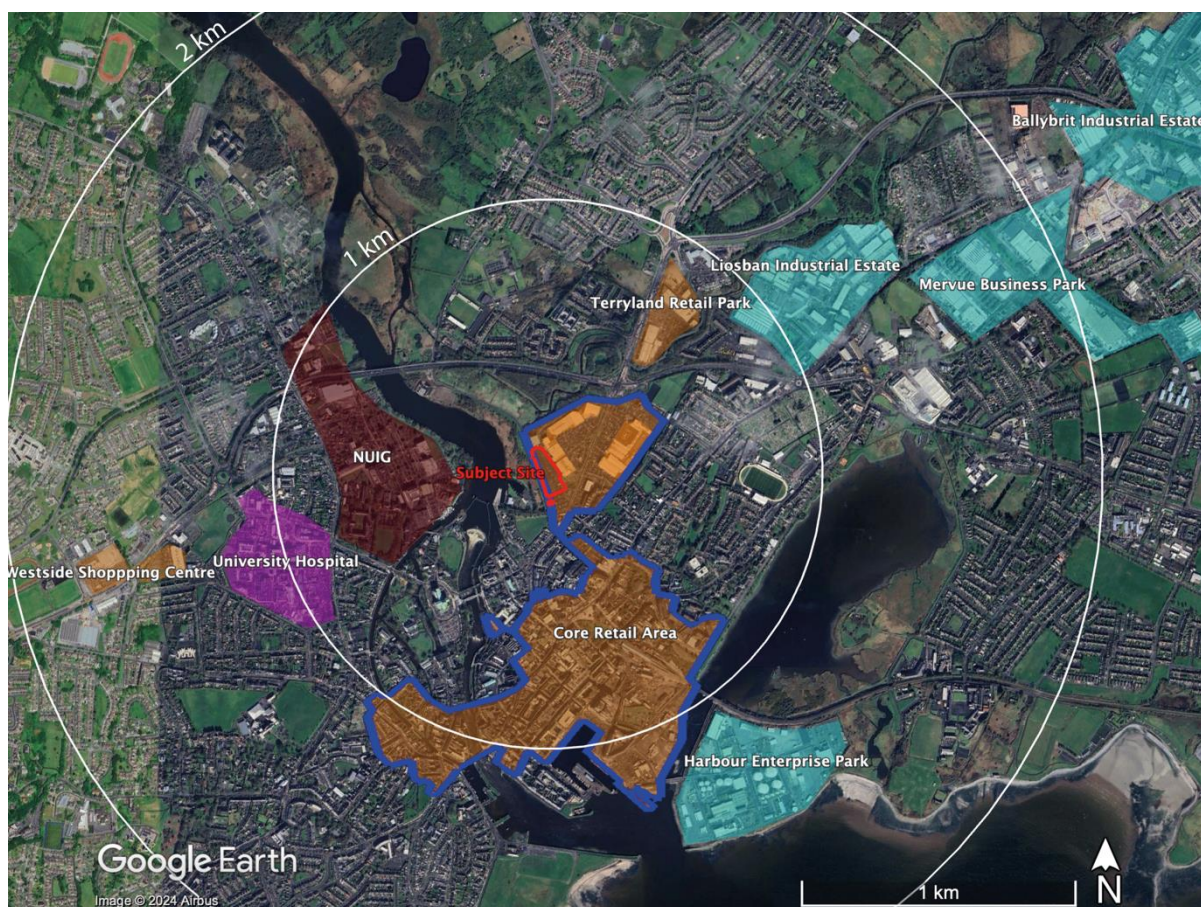 2 km
Ballybrit Industrial Estate
1 km
Liosban Industrial Estate
Mervue Business Park
Terryland Retail Park
NUIG
Subject Site
University Hospital
Westside Shoppping Centre
Core Retail Area
Harbour Enterprise Park
Google Earth
Image © 2024 Airbus
1 km
N